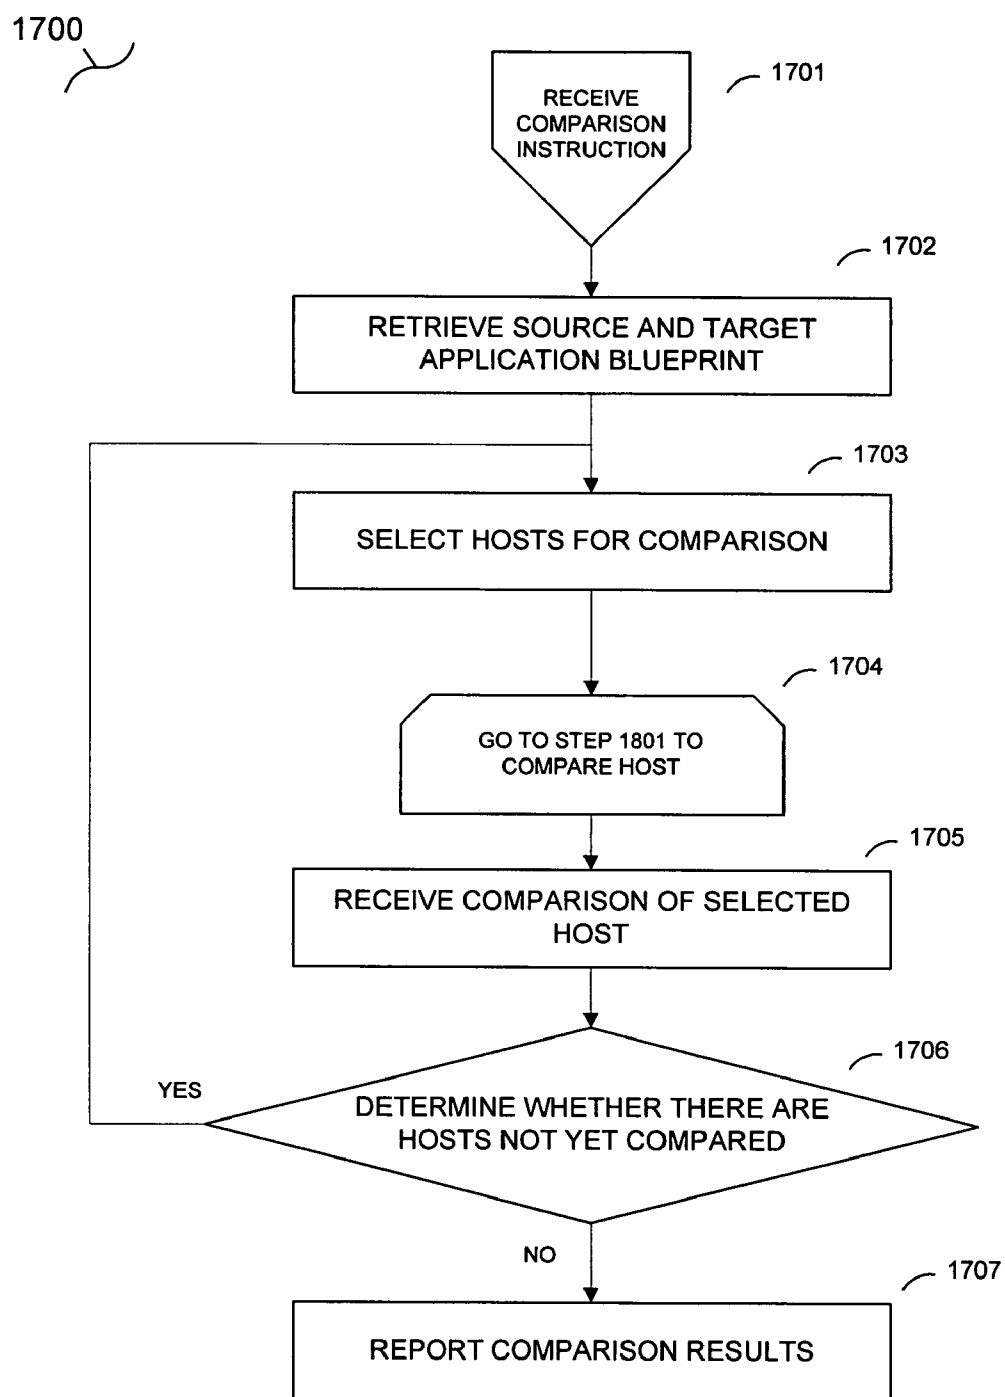 1700
1701
RECEIVE
COMPARISON
INSTRUCTION
1702
RETRIEVE SOURCE AND TARGET
APPLICATION BLUEPRINT
1703
SELECT HOSTS FOR COMPARISON
1704
GO TO STEP 1801 TO
COMPARE HOST
1705
RECEIVE COMPARISON OF SELECTED
HOST
1706
YES
DETERMINE WHETHER THERE ARE
HOSTS NOT YET COMPARED
NO
1707
REPORT COMPARISON RESULTS